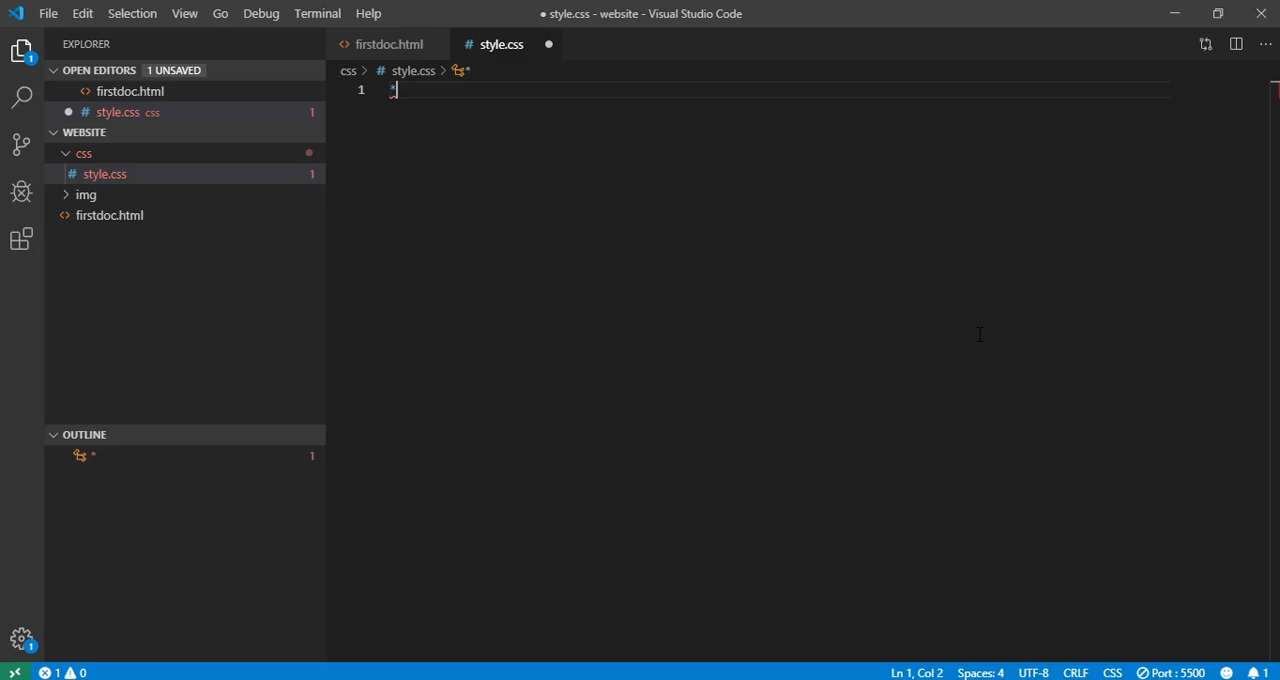 File Edit Selection View Go Debug Terminal Help ● style.css - website - Visual Studio Code
EXPLORER
firstdoc.html # style.css ●
OPEN EDITORS 1 UNSAVED
css > # style.css > *
firstdoc.html
1 *
● # style.css css 1
WEBSITE
css
# style.css 1
img
firstdoc.html
OUTLINE
* 1
1
1
1 0 Ln 1, Col 2 Spaces: 4 UTF-8 CRLF CSS Port : 5500 1